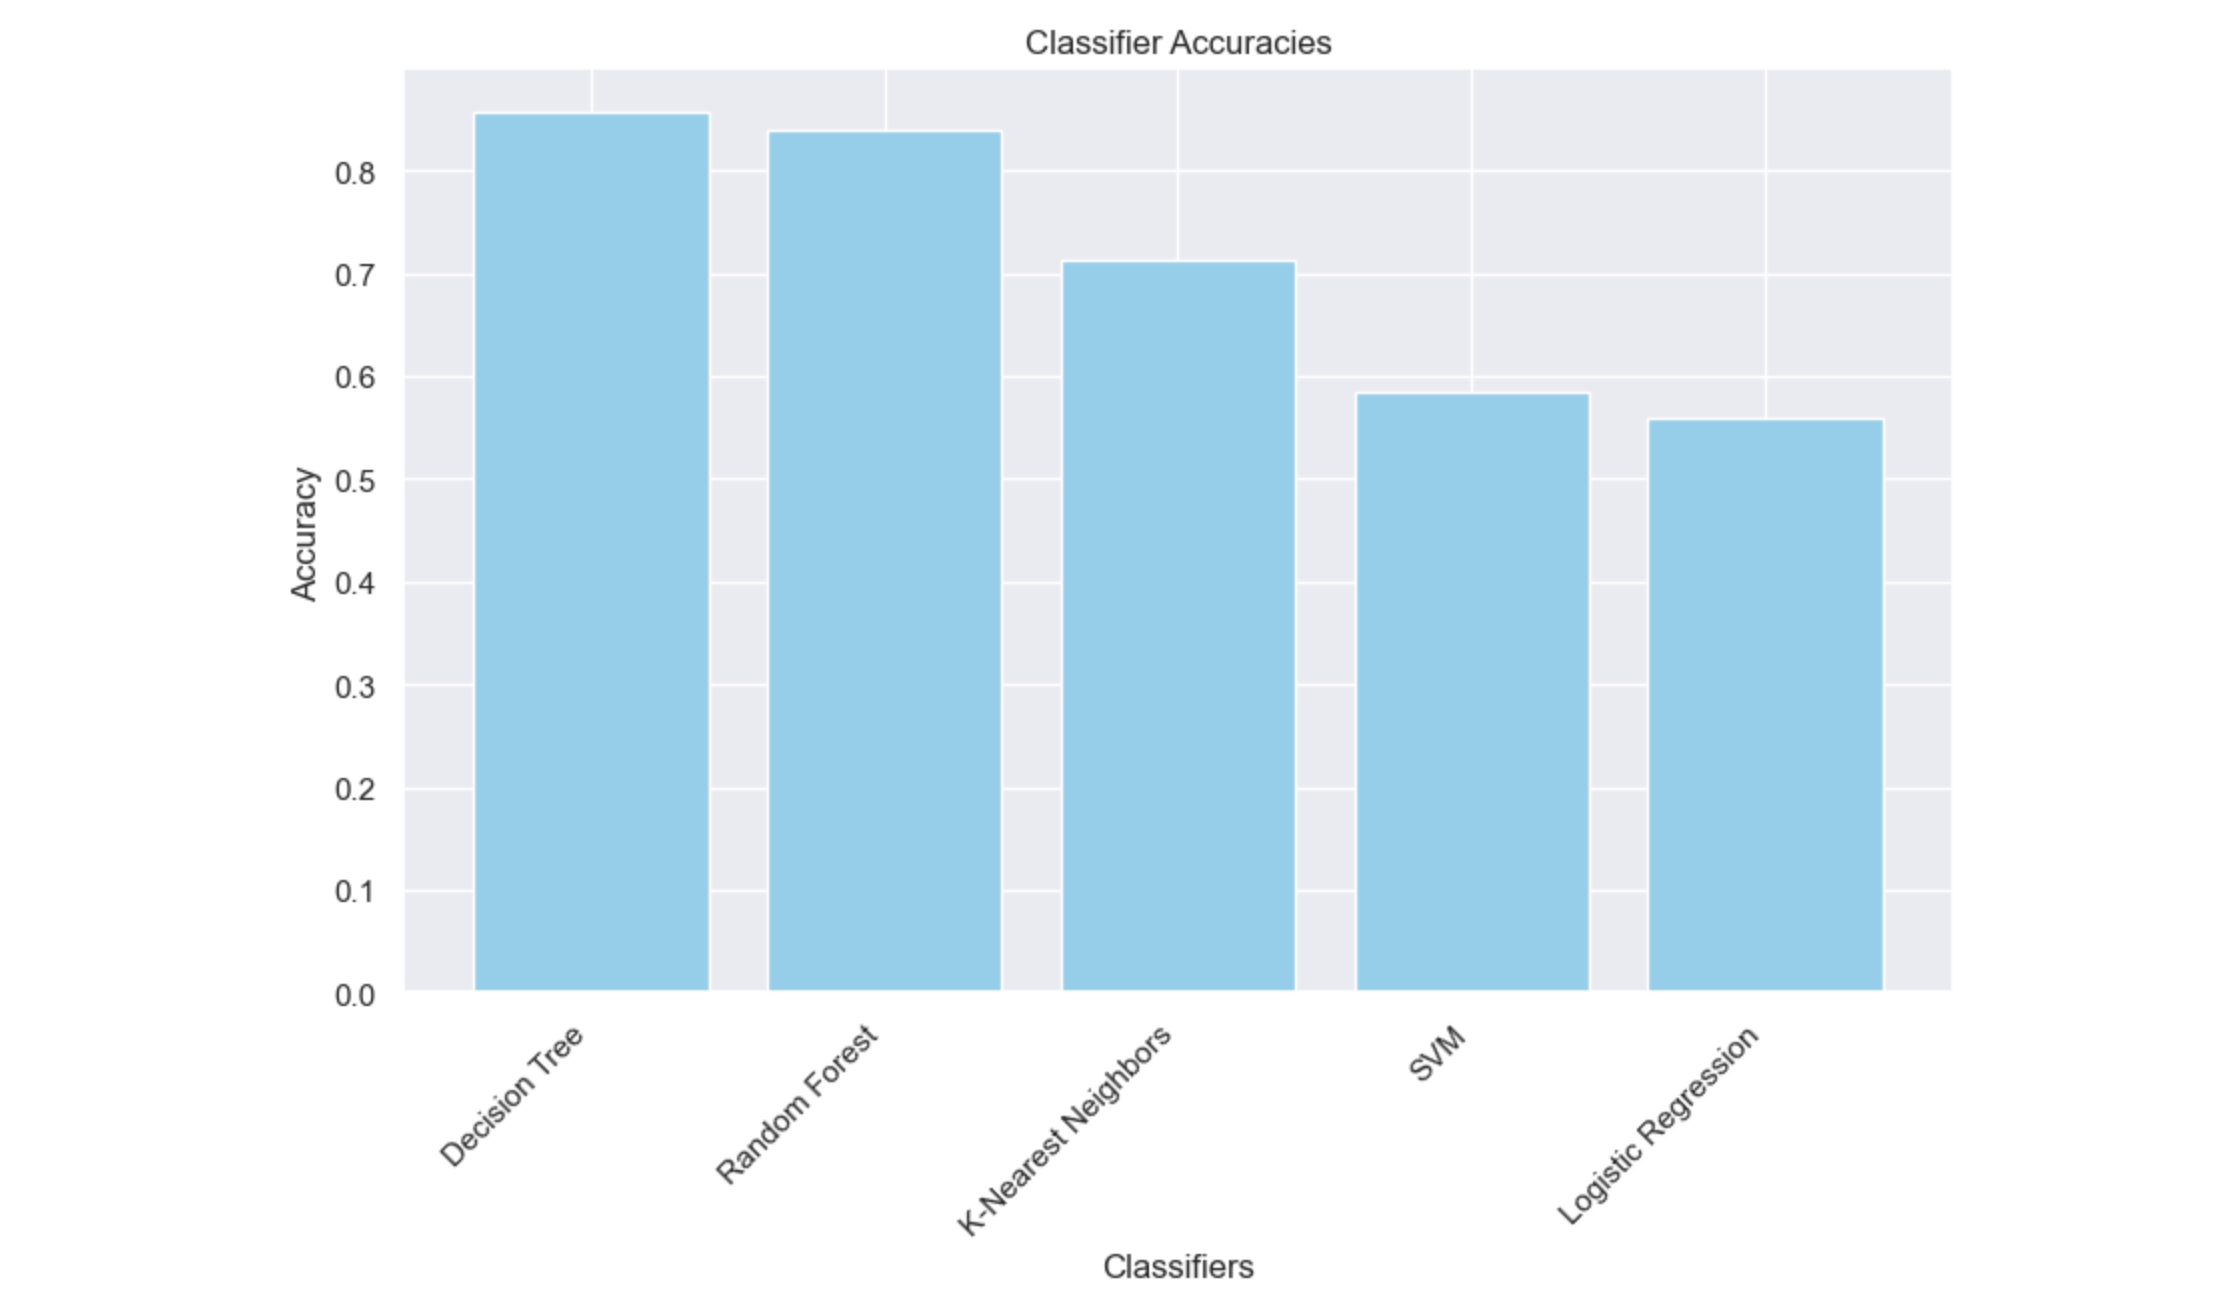 Classifier Accuracies
Accuracy
0.8
0.7
0.6
0.5
0.4
0.3
0.2
0.1
0.0
Decision Tree
Random Forest
K-Nearest Neighbors
SVM
Logistic Regression
Classifiers